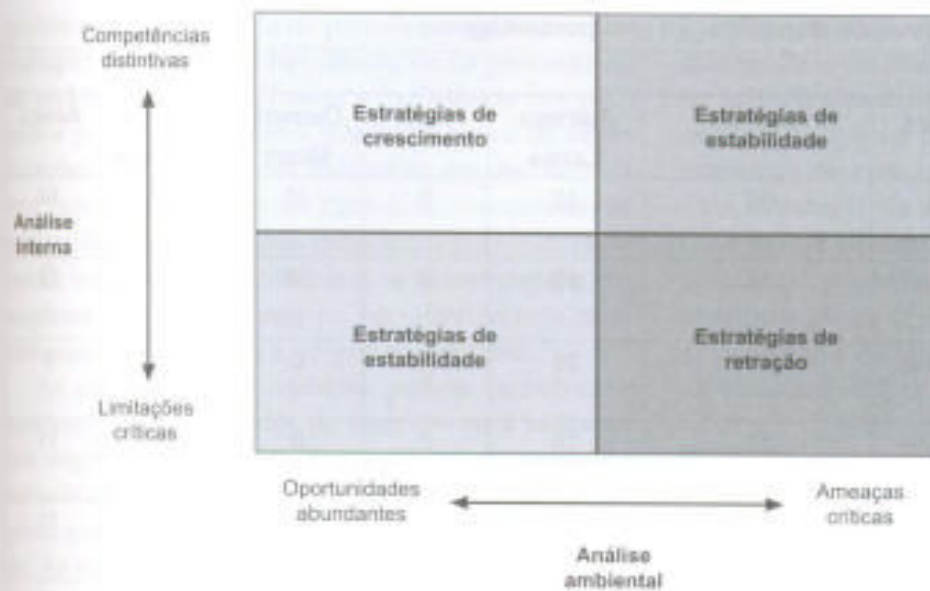 Competências
distintivas
Estratégias de
crescimento
Estratégias de
estabilidade
Análise
interna
Estratégias de
estabilidade
Estratégias de
retração
Limitações
críticas
Oportunidades
abundantes
Ameaças
críticas
Análise
ambiental